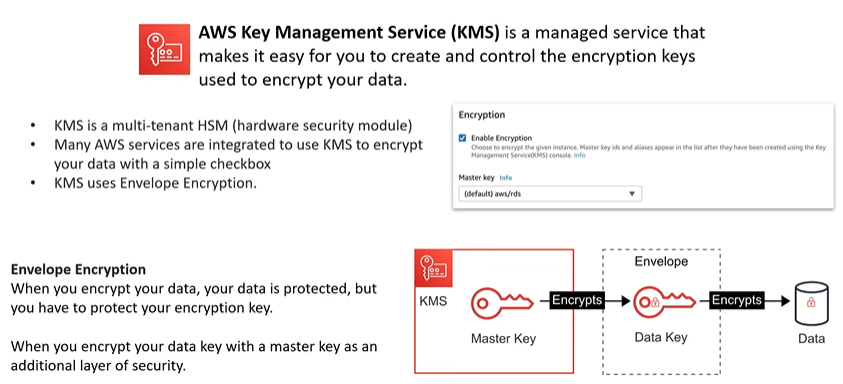 AWS Key Management Service (KMS) is a managed service that
makes it easy for you to create and control the encryption keys
used to encrypt your data.
• KMS is a multi-tenant HSM (hardware security module)
• Many AWS services are integrated to use KMS to encrypt
your data with a simple checkbox
• KMS uses Envelope Encryption.
Encryption
Enable Encryption
Choose to encrypt the given instance. Master key ids and aliases appear in the list after they have been created using the Key
Management Service(KMS) console. Info
Master key Info
(default) aws/rds
Envelope Encryption
When you encrypt your data, your data is protected, but
you have to protect your encryption key.
When you encrypt your data key with a master key as an
additional layer of security.
KMS
Master Key
Encrypts
Envelope
Data Key
Encrypts
Data